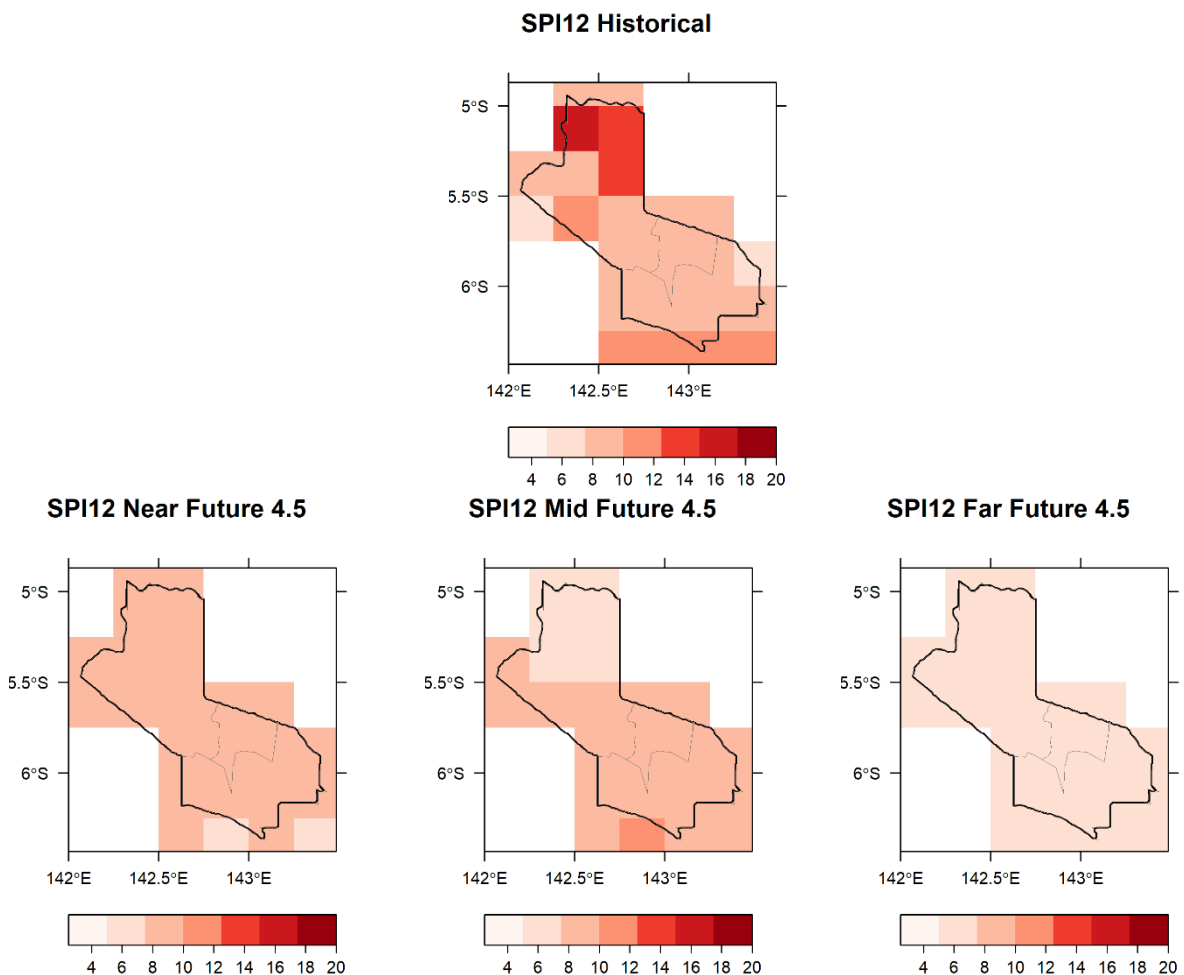 SPI12 Historical
5°S
5.5°S
6°S
142°E 142.5°E 143°E
4 6 8 10 12 14 16 18 20
SPI12 Near Future 4.5 SPI12 Mid Future 4.5 SPI12 Far Future 4.5
5°S 5°S 5°S
5.5°S 5.5°S 5.5°S
6°S 6°S 6°S
142°E 142.5°E 143°E 142°E 142.5°E 143°E 142°E 142.5°E 143°E
4 6 8 10 12 14 16 18 20 4 6 8 10 12 14 16 18 20 4 6 8 10 12 14 16 18 20